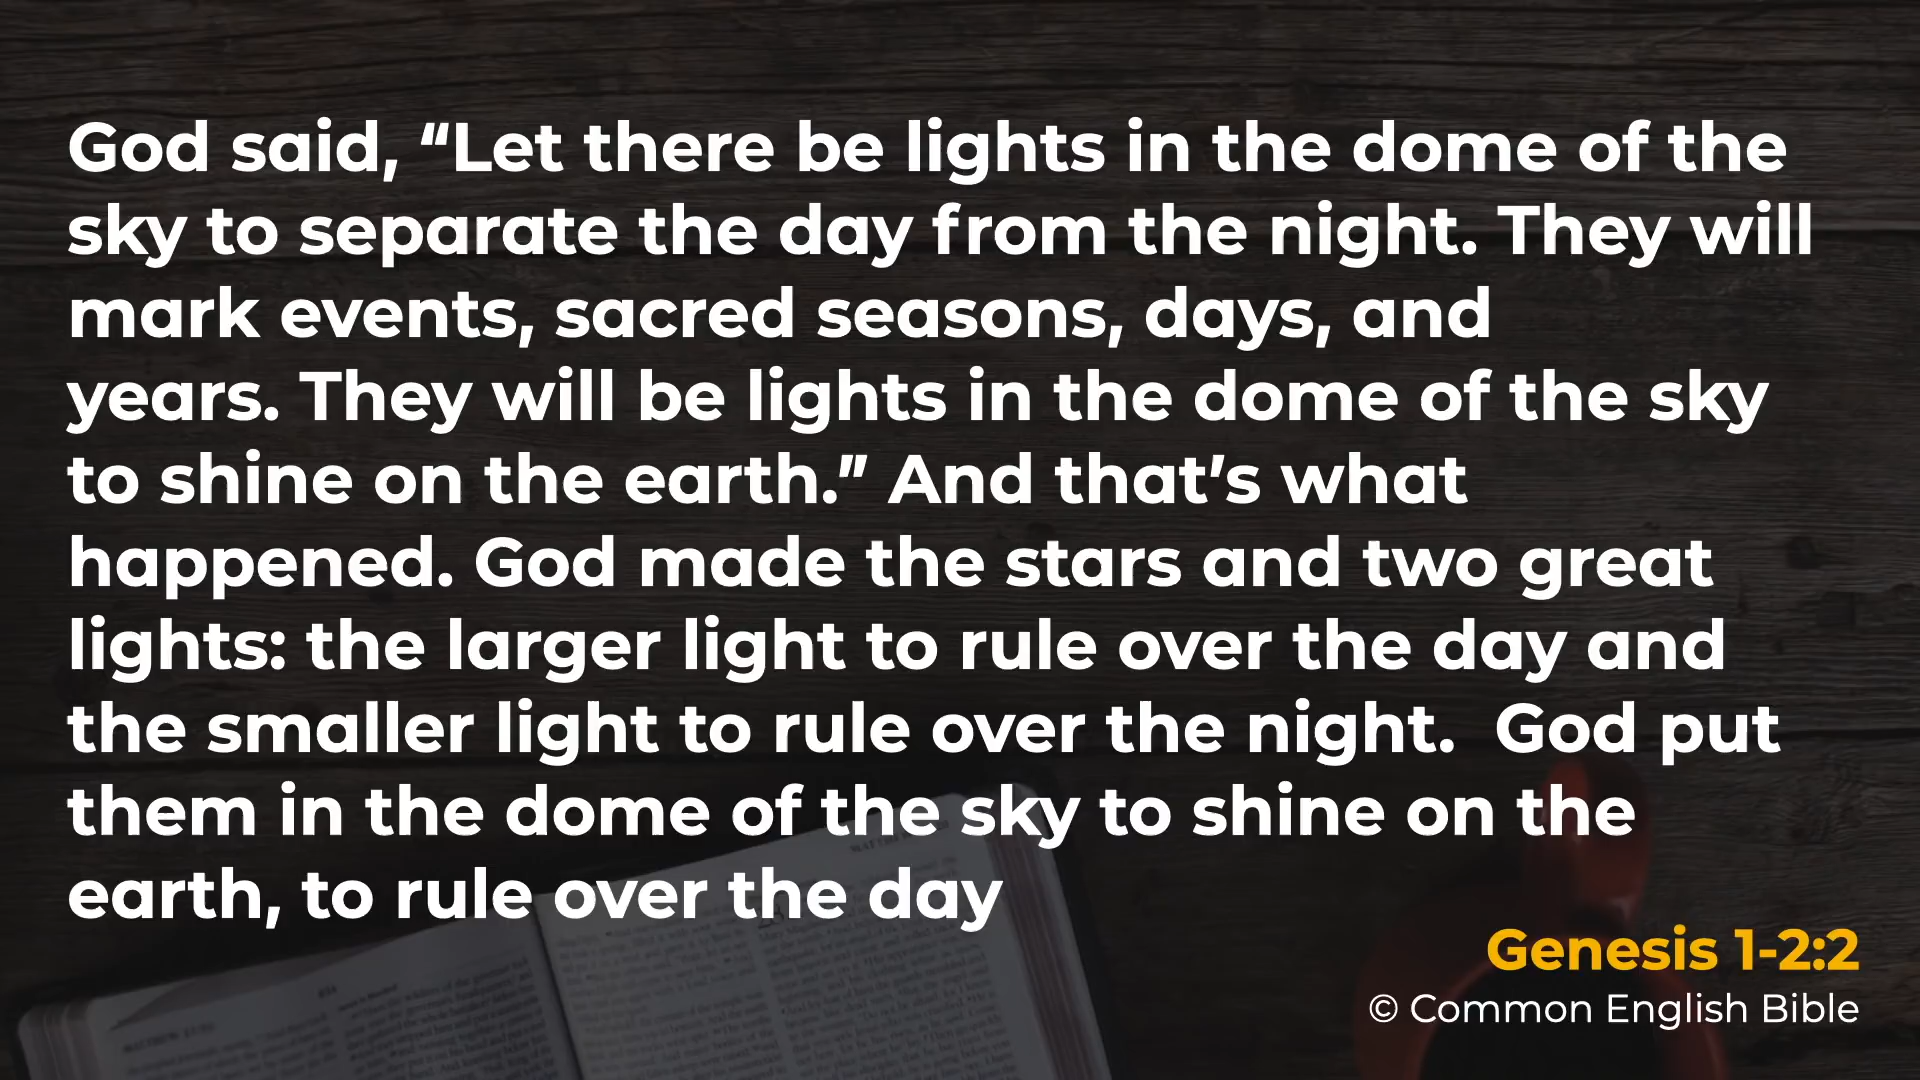 God said, “Let there be lights in the dome of the
sky to separate the day from the night. They will
mark events, sacred seasons, days, and
years. They will be lights in the dome of the sky
to shine on the earth.” And that’s what
happened. God made the stars and two great
lights: the larger light to rule over the day and
the smaller light to rule over the night.  God put
them in the dome of the sky to shine on the
earth, to rule over the day
Genesis 1-2:2
© Common English Bible